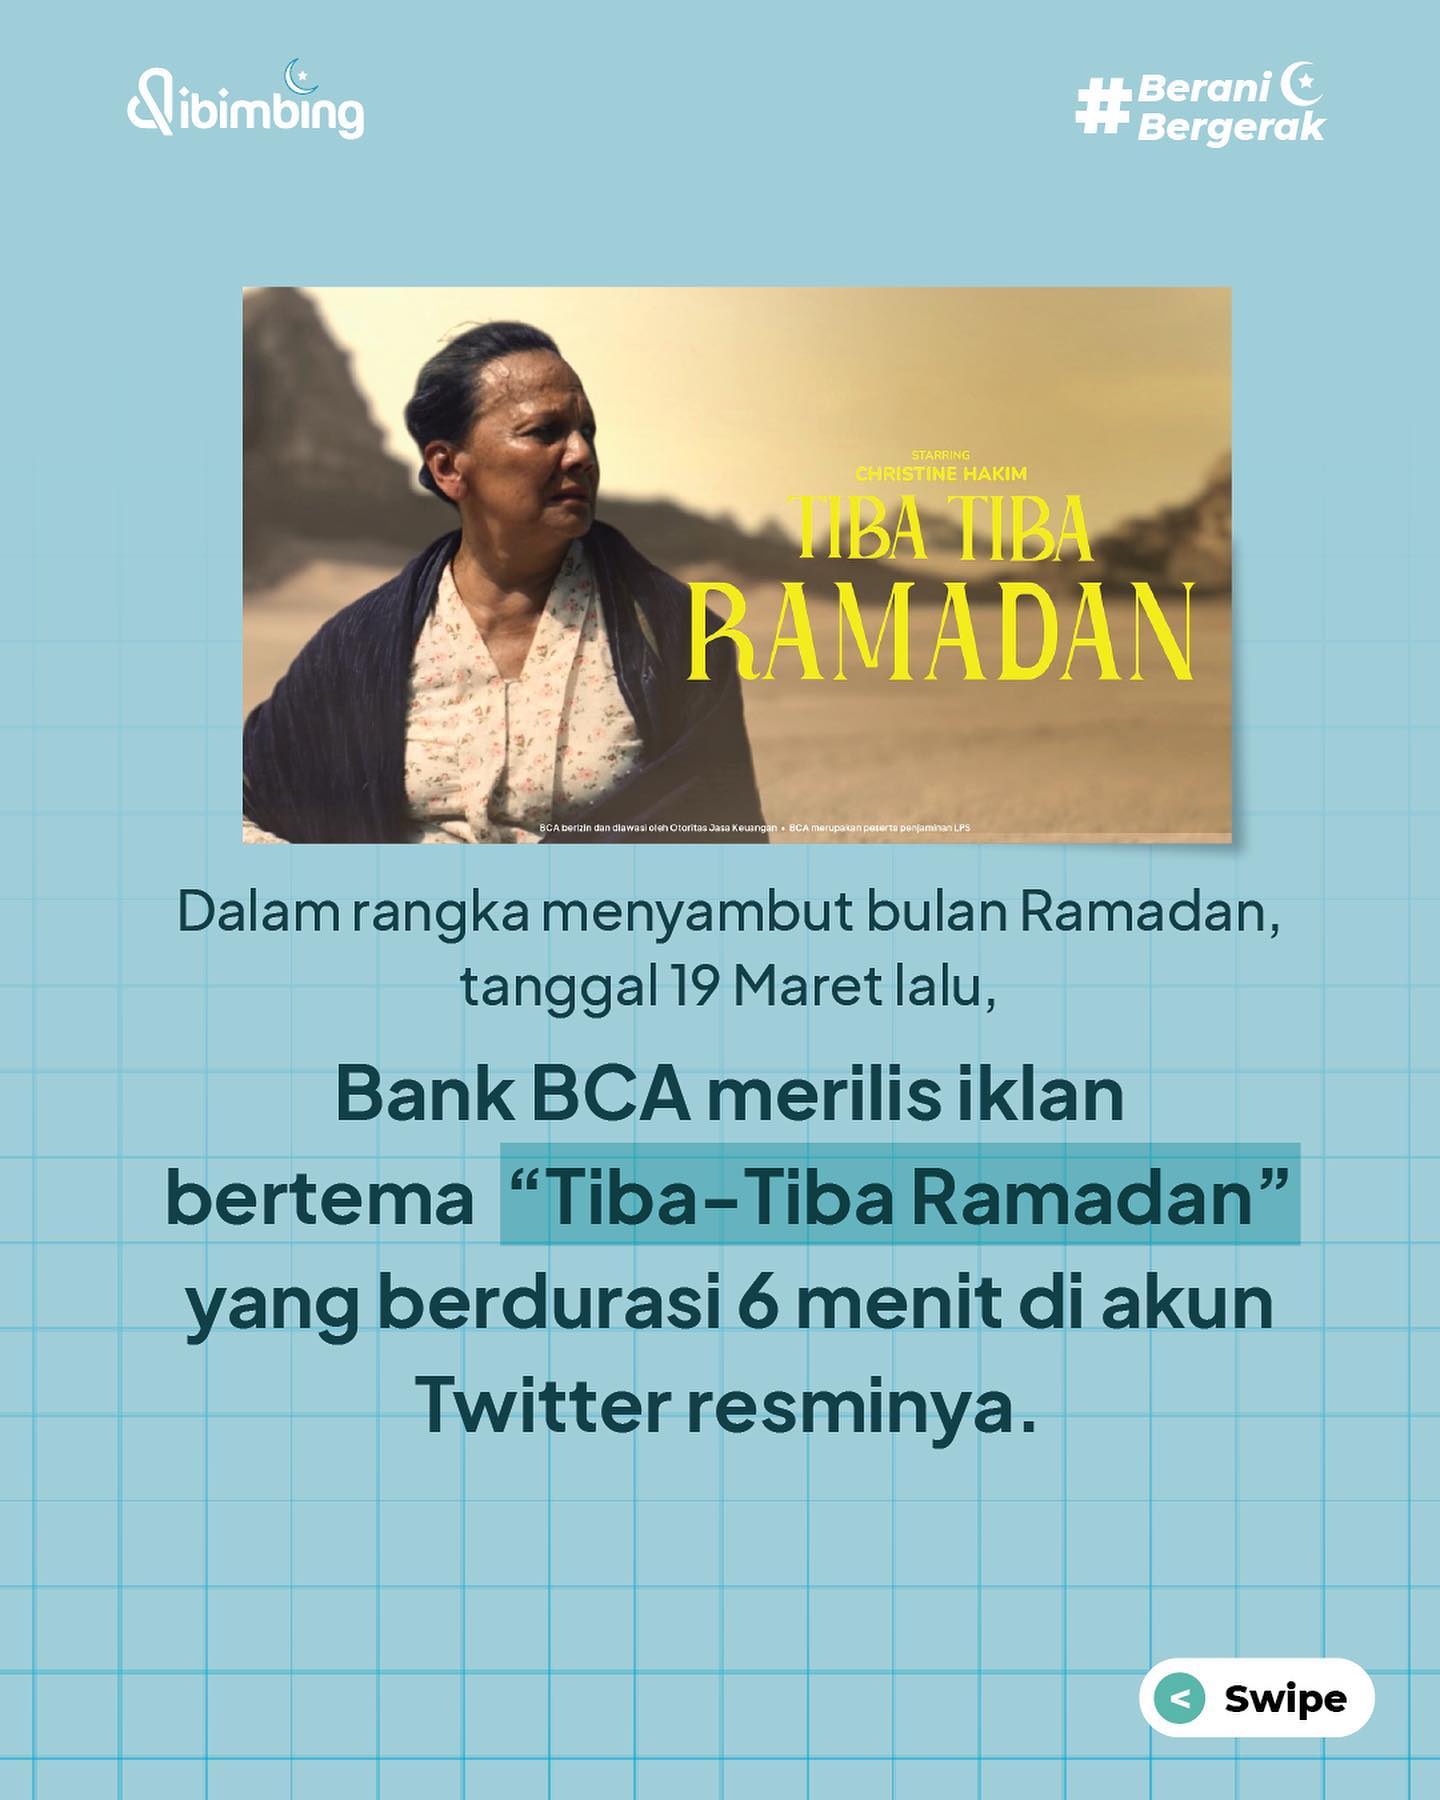 dibimbing
#Berani
Bergerak
STARRING
CHRISTINE HAKIM
TIBA TIBA
RAMADAN
BCA berizin dan diawasi oleh Otoritas Jasa Keuangan • BCA merupakan peserta penjaminan LPS
Dalam rangka menyambut bulan Ramadan,
tanggal 19 Maret lalu,
Bank BCA merilis iklan
bertema “Tiba-Tiba Ramadan”
yang berdurasi 6 menit di akun
Twitter resminya.
< Swipe